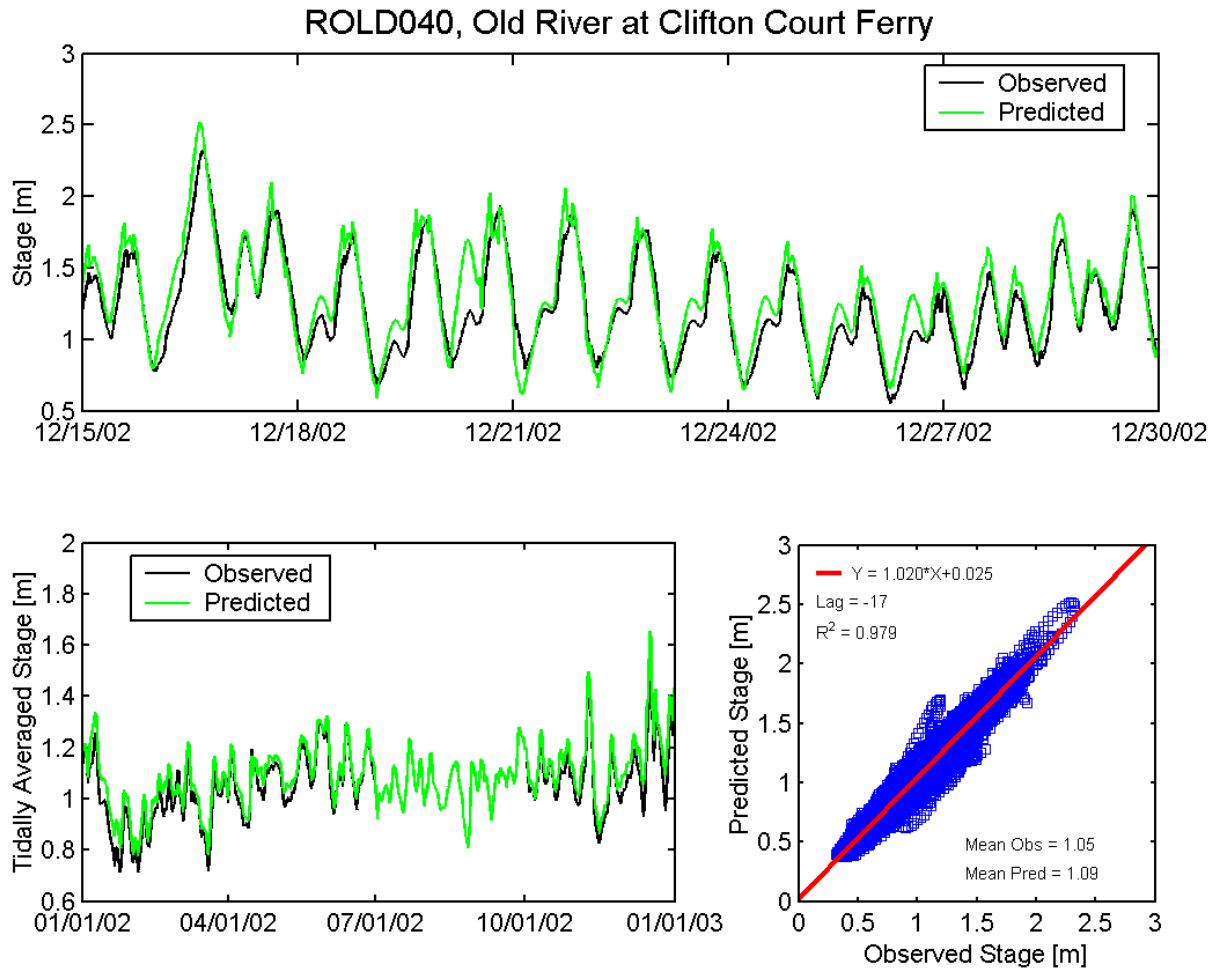 ROLD040, Old River at Clifton Court Ferry
3
2.5
2
1.5
1
0.5
Stage [m]
Observed
Predicted
12/15/02 12/18/02 12/21/02 12/24/02 12/27/02 12/30/02
2
1.8
1.6
1.4
1.2
1
0.8
0.6
Tidally Averaged Stage [m]
Observed
Predicted
01/01/02 04/01/02 07/01/02 10/01/02 01/01/03
3
2.5
2
1.5
1
0.5
0
Predicted Stage [m]
Y = 1.020*X+0.025
Lag = -17
R² = 0.979
Mean Obs = 1.05
Mean Pred = 1.09
0 0.5 1 1.5 2 2.5 3
Observed Stage [m]